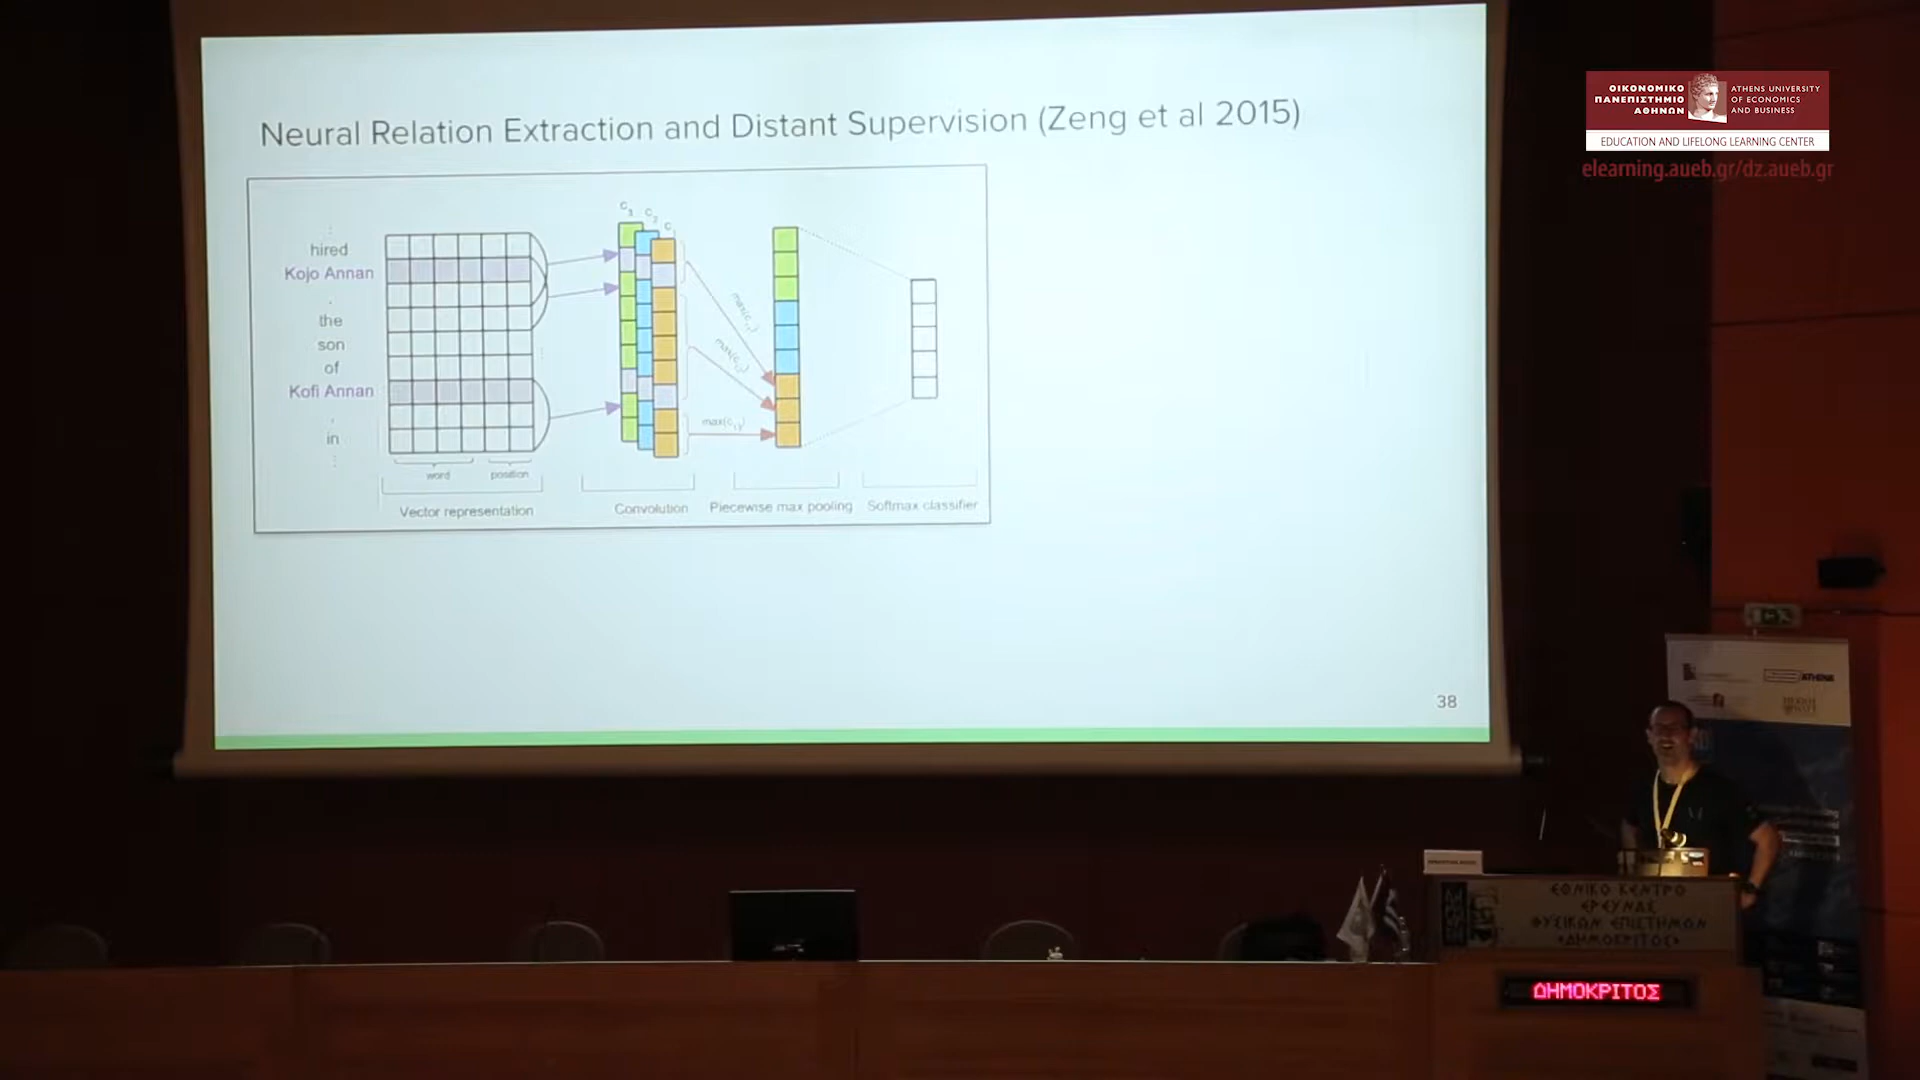 Neural Relation Extraction and Distant Supervision (Zeng et al 2015)
hired
Kojo Annan
,
the
son
of
Kofi Annan
,
in
word
position
Vector representation
Convolution
Piecewise max pooling
Softmax classifier
38
ΟΙΚΟΝΟΜΙΚΟ
ΠΑΝΕΠΙΣΤΗΜΙΟ
ΑΘΗΝΩΝ
ATHENS UNIVERSITY
OF ECONOMICS
AND BUSINESS
EDUCATION AND LIFELONG LEARNING CENTER
elearning.aueb.gr/dz.aueb.gr
ATHENA
ΕΘΝΙΚΟ ΚΕΝΤΡΟ
ΕΡΕΥΝΑΣ
ΦΥΣΙΚΩΝ ΕΠΙΣΤΗΜΩΝ
«ΔΗΜΟΚΡΙΤΟΣ»
ΔΗΜΟΚΡΙΤΟΣ